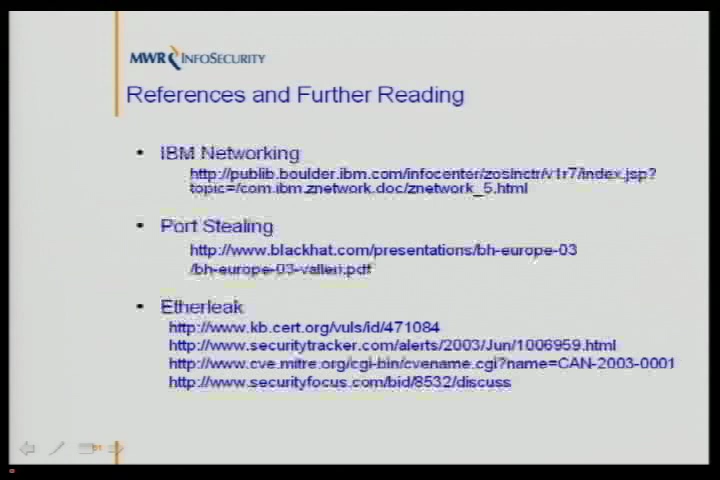 MWR INFOSECURITY
References and Further Reading
• IBM Networking
http://publib.boulder.ibm.com/infocenter/zoslnctr/v1r7/index.jsp?
topic=/com.ibm.znetwork.doc/znetwork_5.html
• Port Stealing
http://www.blackhat.com/presentations/bh-europe-03
/bh-europe-03-valleri.pdf
• Etherleak
http://www.kb.cert.org/vuls/id/471084
http://www.securitytracker.com/alerts/2003/Jun/1006959.html
http://www.cve.mitre.org/cgi-bin/cvename.cgi?name=CAN-2003-0001
http://www.securityfocus.com/bid/8532/discuss